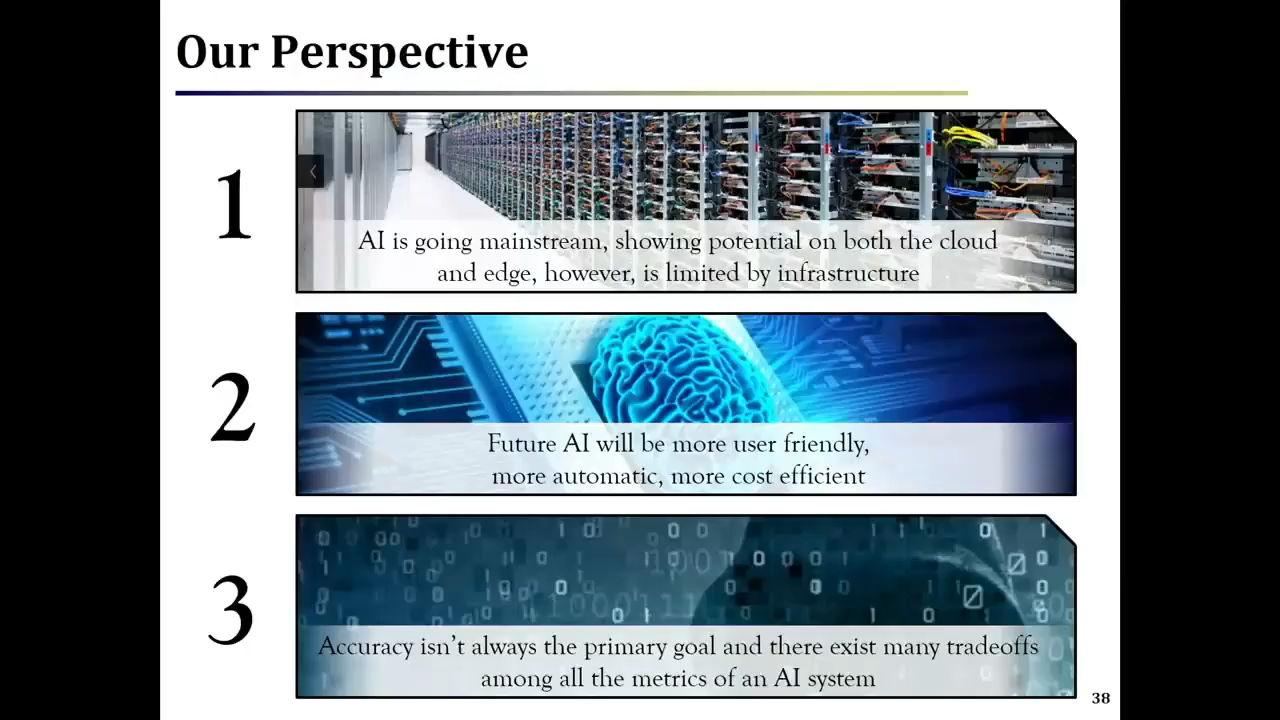 Our Perspective
1
AI is going mainstream, showing potential on both the cloud
and edge, however, is limited by infrastructure
2
Future AI will be more user friendly,
more automatic, more cost efficient
3
Accuracy isn't always the primary goal and there exist many tradeoffs
among all the metrics of an AI system
38